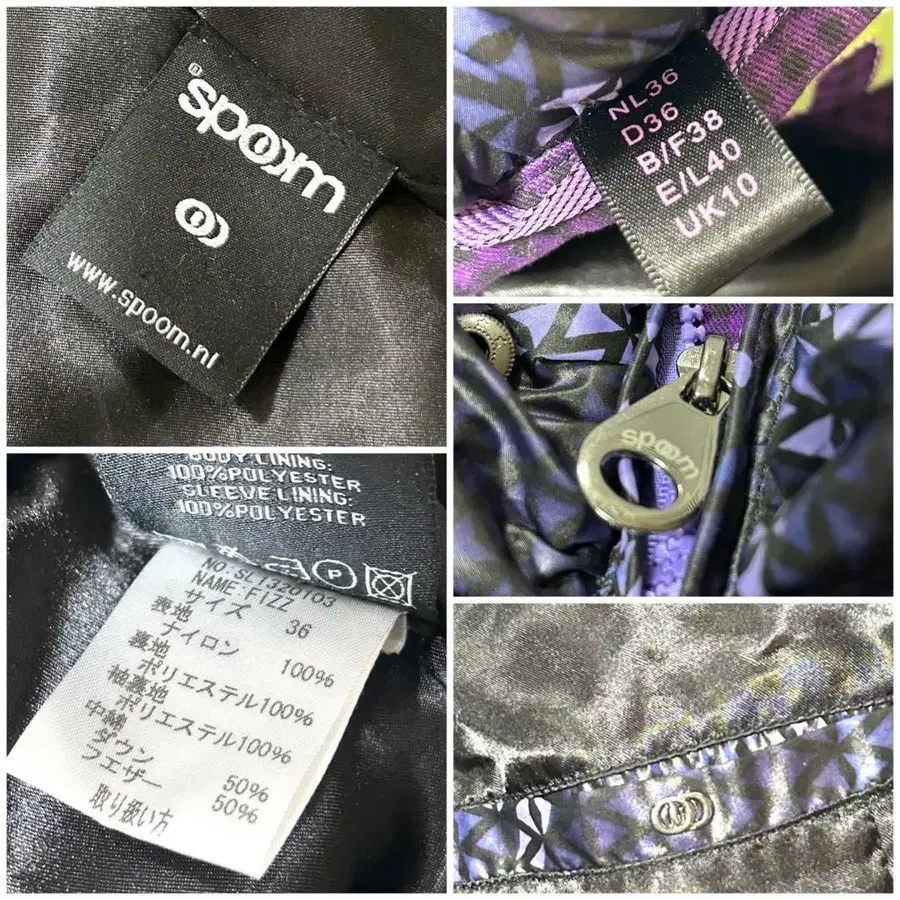 spoom®
www.spoom.nl
NL36
D36
B/F38
E/L40
UK10
spoom
BODY LINING:
100%POLYESTER
SLEEVE LINING:
100%POLYESTER
P
NO.SL1320103
NAME:FIZZ
サイズ 36
表地
ナイロン 100%
裏地
ポリエステル100%
袖裏地
ポリエステル100%
中綿
ダウン 50%
フエザー 50%
取り扱い方